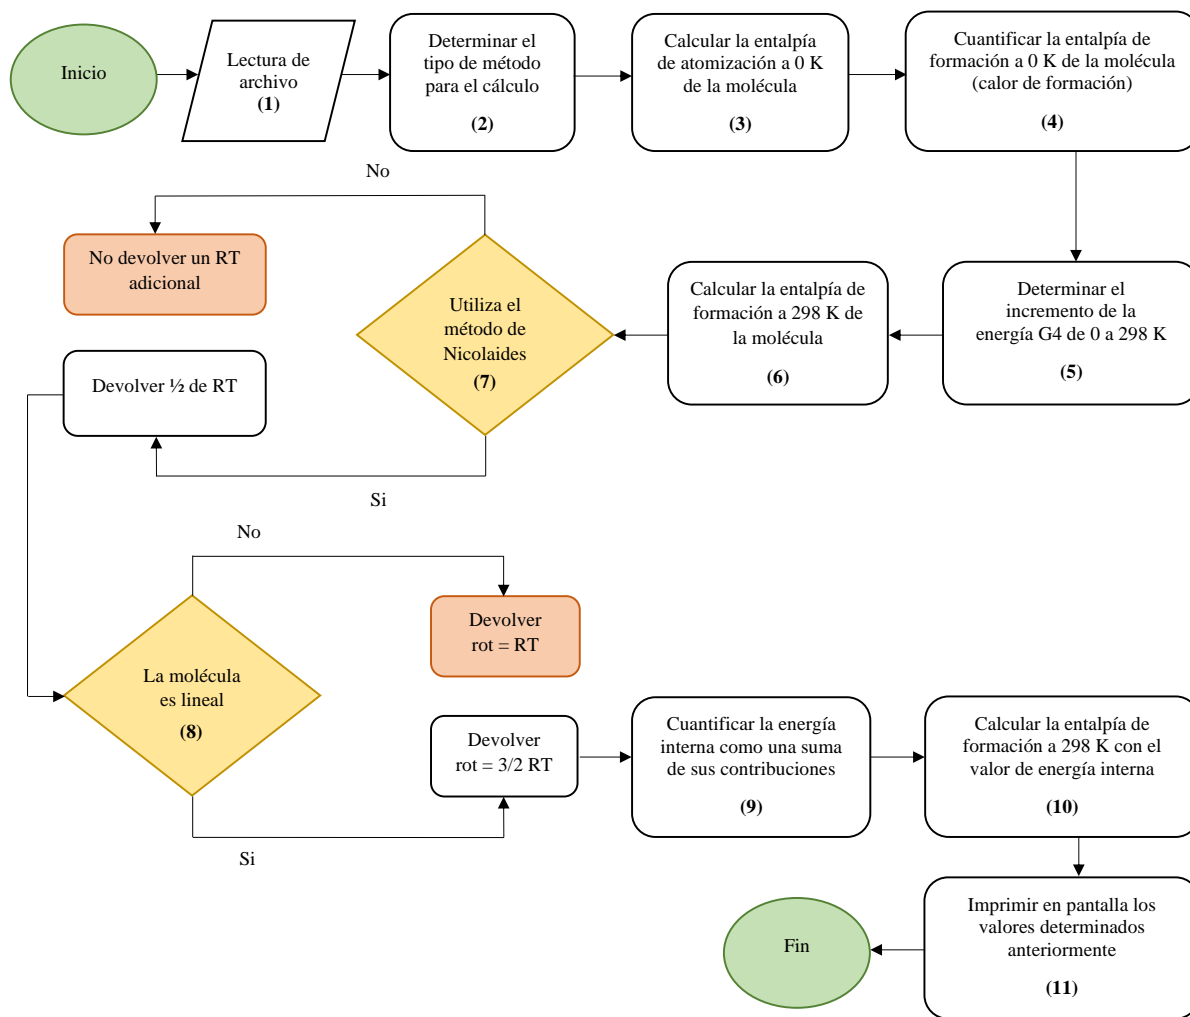 Inicio
Lectura de
archivo
(1)
Determinar el
tipo de método
para el cálculo
(2)
Calcular la entalpía
de atomización a 0 K
de la molécula
(3)
Cuantificar la entalpía de
formación a 0 K de la molécula
(calor de formación)
(4)
Determinar el
incremento de la
energía G4 de 0 a 298 K
(5)
Calcular la entalpía de
formación a 298 K de
la molécula
(6)
Utiliza el
método de
Nicolaides
(7)
No
No devolver un RT
adicional
Si
Devolver ½ de RT
La molécula
es lineal
(8)
No
Devolver
rot = RT
Si
Devolver
rot = 3/2 RT
Cuantificar la energía
interna como una suma
de sus contribuciones
(9)
Calcular la entalpía de
formación a 298 K con el
valor de energía interna
(10)
Imprimir en pantalla los
valores determinados
anteriormente
(11)
Fin